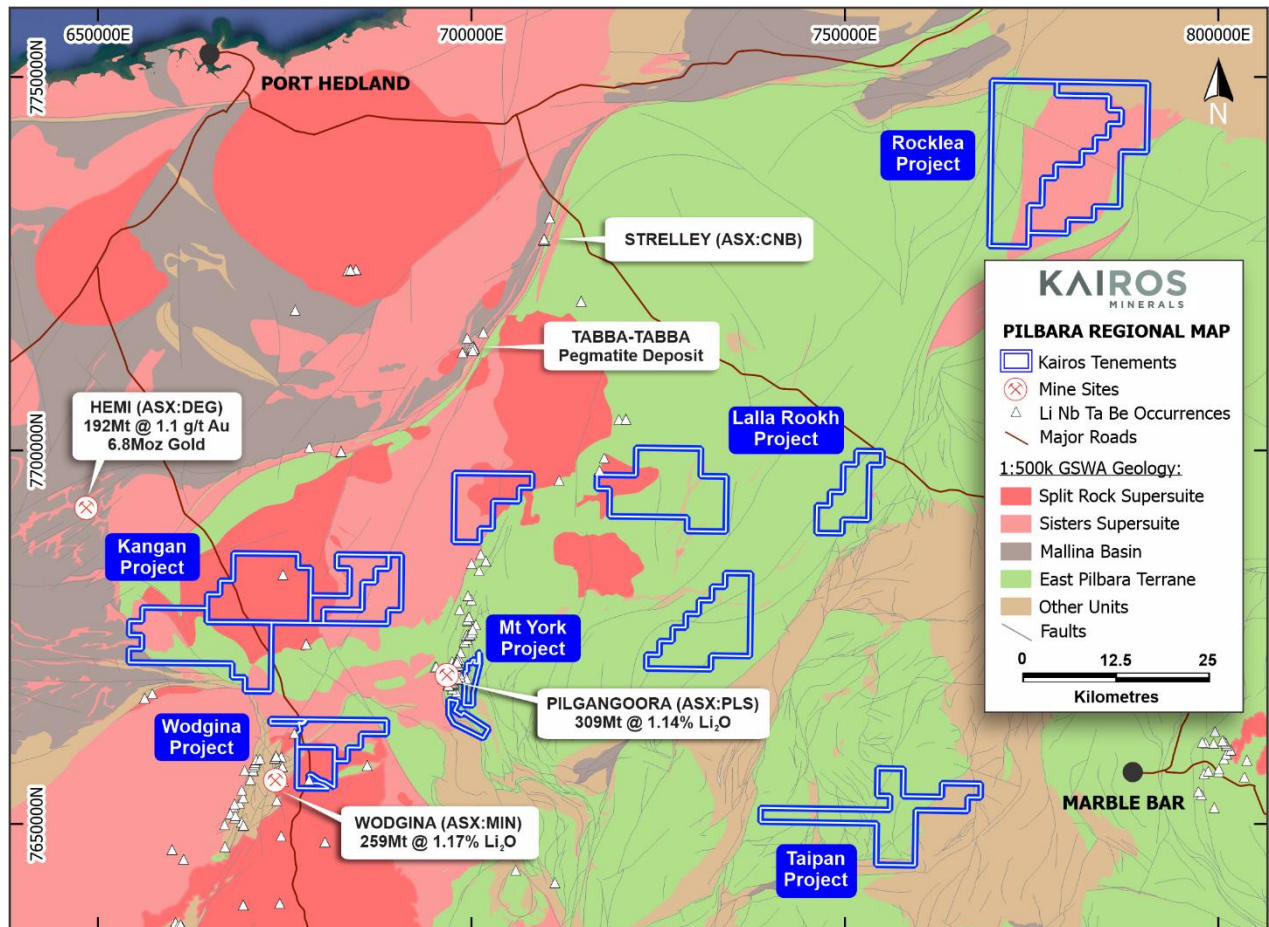 650000E
700000E
750000E
800000E
7750000N
7700000N
7650000N
PORT HEDLAND
N
Rocklea
Project
STRELLEY (ASX:CNB)
TABBA-TABBA
Pegmatite Deposit
HEMI (ASX:DEG)
192Mt @ 1.1 g/t Au
6.8Moz Gold
Lalla Rookh
Project
Kangan
Project
Mt York
Project
PILGANGOORA (ASX:PLS)
309Mt @ 1.14% Li₂O
Wodgina
Project
WODGINA (ASX:MIN)
259Mt @ 1.17% Li₂O
MARBLE BAR
Taipan
Project
KAIROS
MINERALS
PILBARA REGIONAL MAP
Kairos Tenements
Mine Sites
Li Nb Ta Be Occurrences
Major Roads
1:500k GSWA Geology:
Split Rock Supersuite
Sisters Supersuite
Mallina Basin
East Pilbara Terrane
Other Units
Faults
0 12.5 25
Kilometres